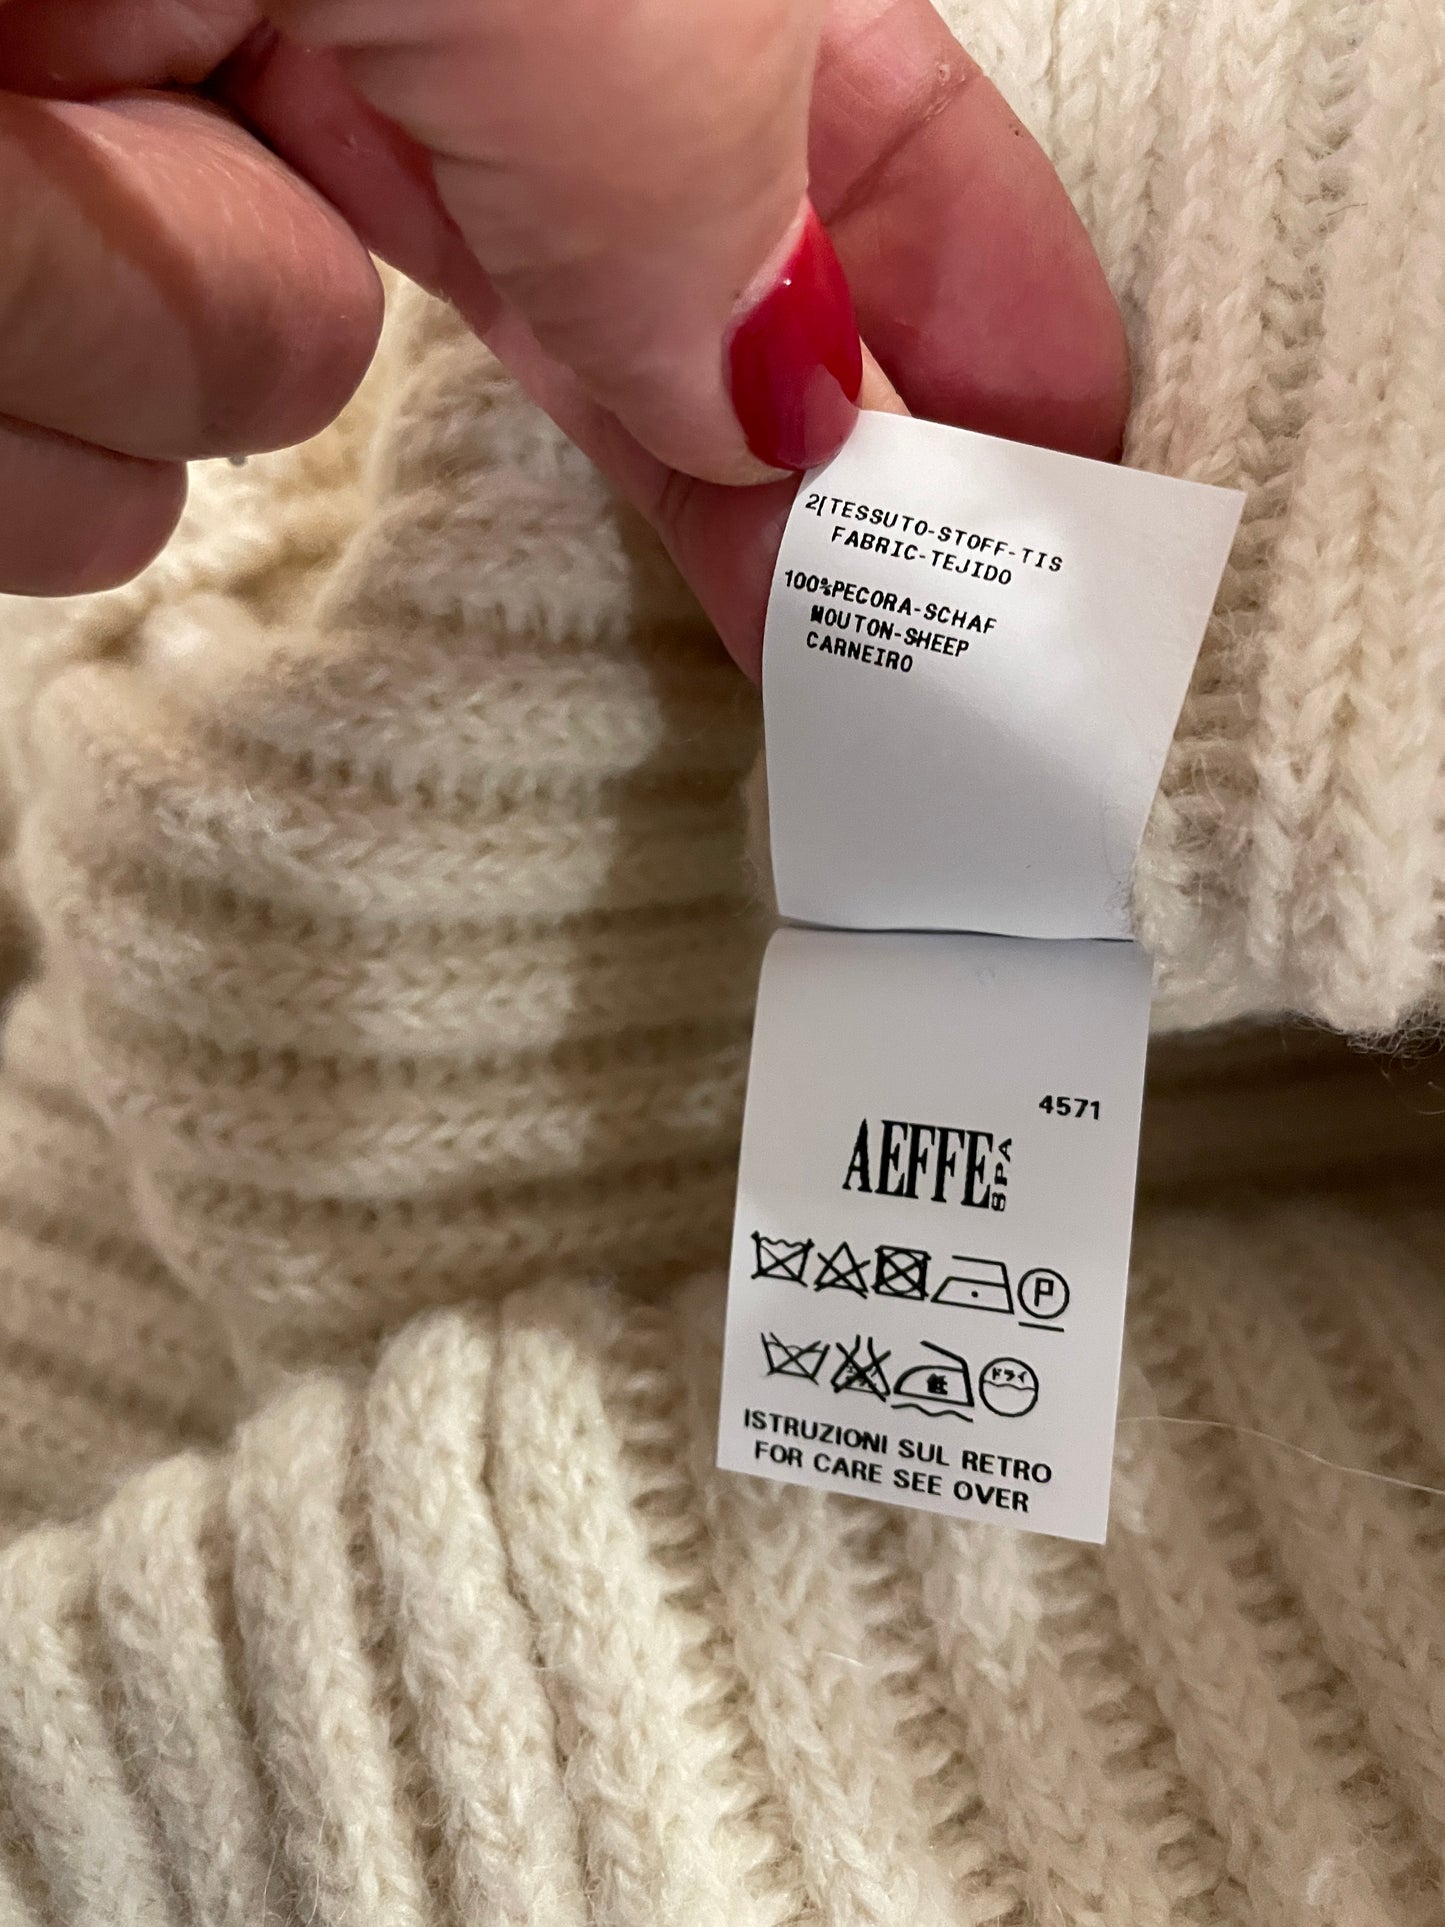 2[TESSUTO-STOFF-TIS
FABRIC-TEJIDO
100%PECORA-SCHAF
MOUTON-SHEEP
CARNEIRO
4571
AEFFE SPA
P
ドライ
ISTRUZIONI SUL RETRO
FOR CARE SEE OVER